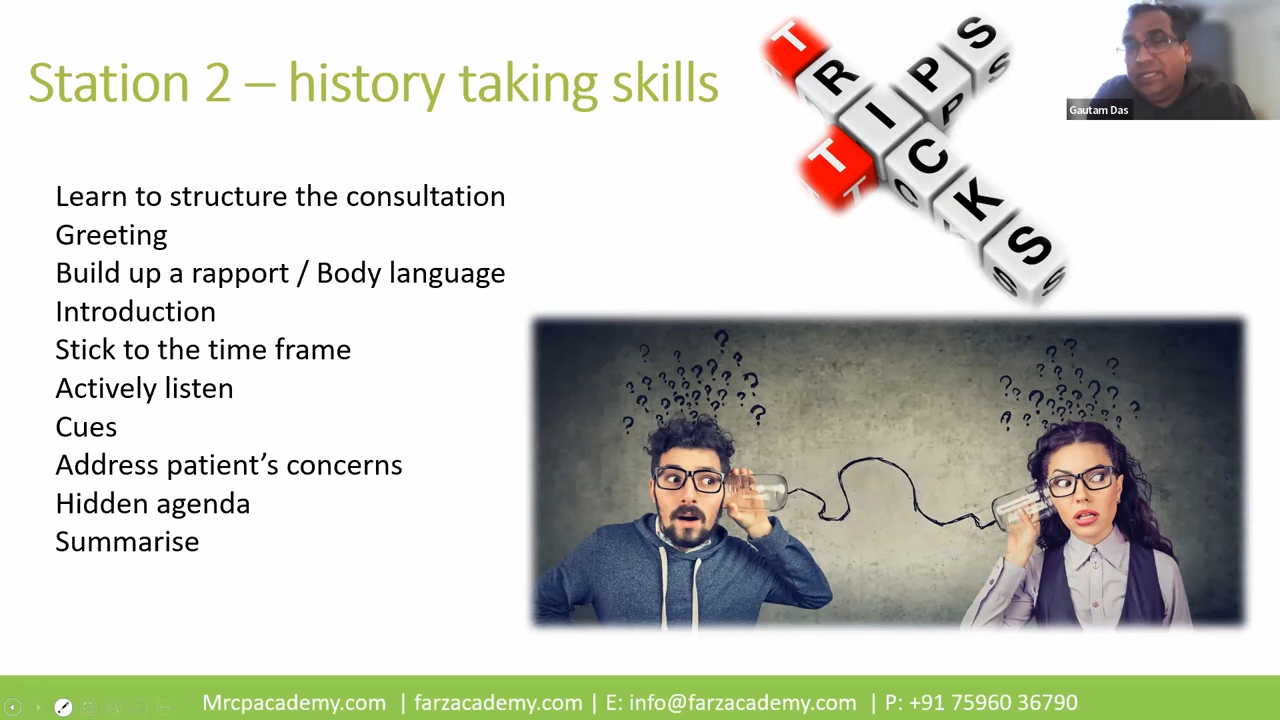 Station 2 – history taking skills
TIPS
TRICKS
Gautam Das
Learn to structure the consultation
Greeting
Build up a rapport / Body language
Introduction
Stick to the time frame
Actively listen
Cues
Address patient’s concerns
Hidden agenda
Summarise
Mrcpacademy.com | farzacademy.com | E: info@farzacademy.com | P: +91 75960 36790